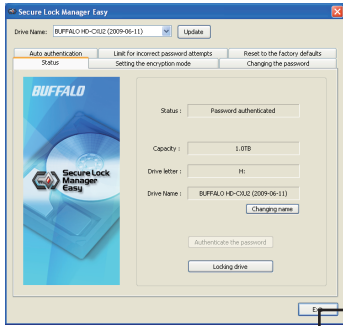 Secure Lock Manager Easy
Drive Name: BUFFALO HD-CXU2 (2009-06-11) Update
Auto authentication Limit for incorrect password attempts Reset to the factory defaults
Status Setting the encryption mode Changing the password
BUFFALO
Status : Password authenticated
Capacity : 1.0TB
Drive letter : H:
Secure Lock
Manager
Easy
Drive Name : BUFFALO HD-CXU2 (2009-06-11)
Changing name
Authenticate the password
Locking drive